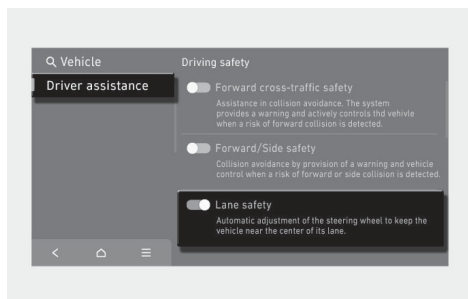 Vehicle
Driver assistance
Driving safety
Forward cross-traffic safety
Assistance in collision avoidance. The system
provides a warning and actively controls thd vehivle
when a risk of forward collision is detected.
Forward/Side safety
Collision avoidance by provision of a warning and vehicle
control when a risk of forward or side collision is detected.
Lane safety
Automatic adjustment of the steering wheel to keep the
vehicle near the center of its lane.